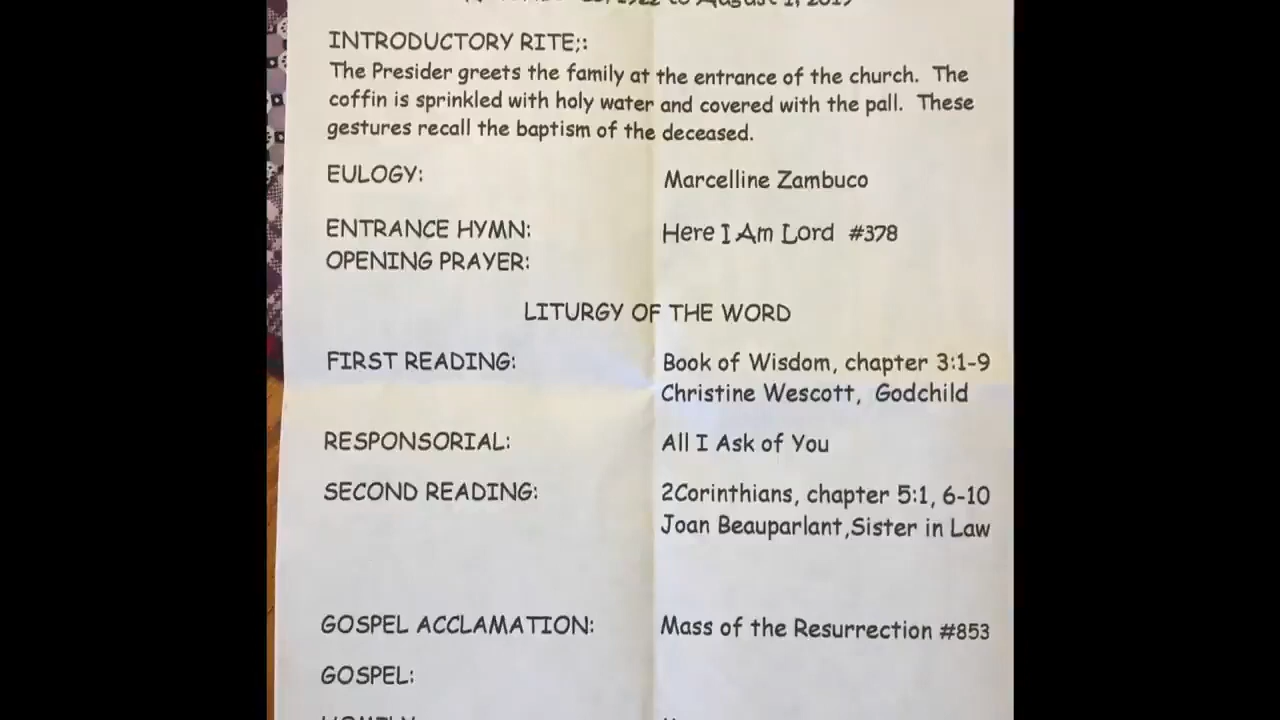 to August 1, 2019
INTRODUCTORY RITE;:
The Presider greets the family at the entrance of the church. The
coffin is sprinkled with holy water and covered with the pall. These
gestures recall the baptism of the deceased.
EULOGY: Marcelline Zambuco
ENTRANCE HYMN: Here I Am Lord #378
OPENING PRAYER:
LITURGY OF THE WORD
FIRST READING: Book of Wisdom, chapter 3:1-9
Christine Wescott, Godchild
RESPONSORIAL: All I Ask of You
SECOND READING: 2Corinthians, chapter 5:1, 6-10
Joan Beauparlant,Sister in Law
GOSPEL ACCLAMATION: Mass of the Resurrection #853
GOSPEL: